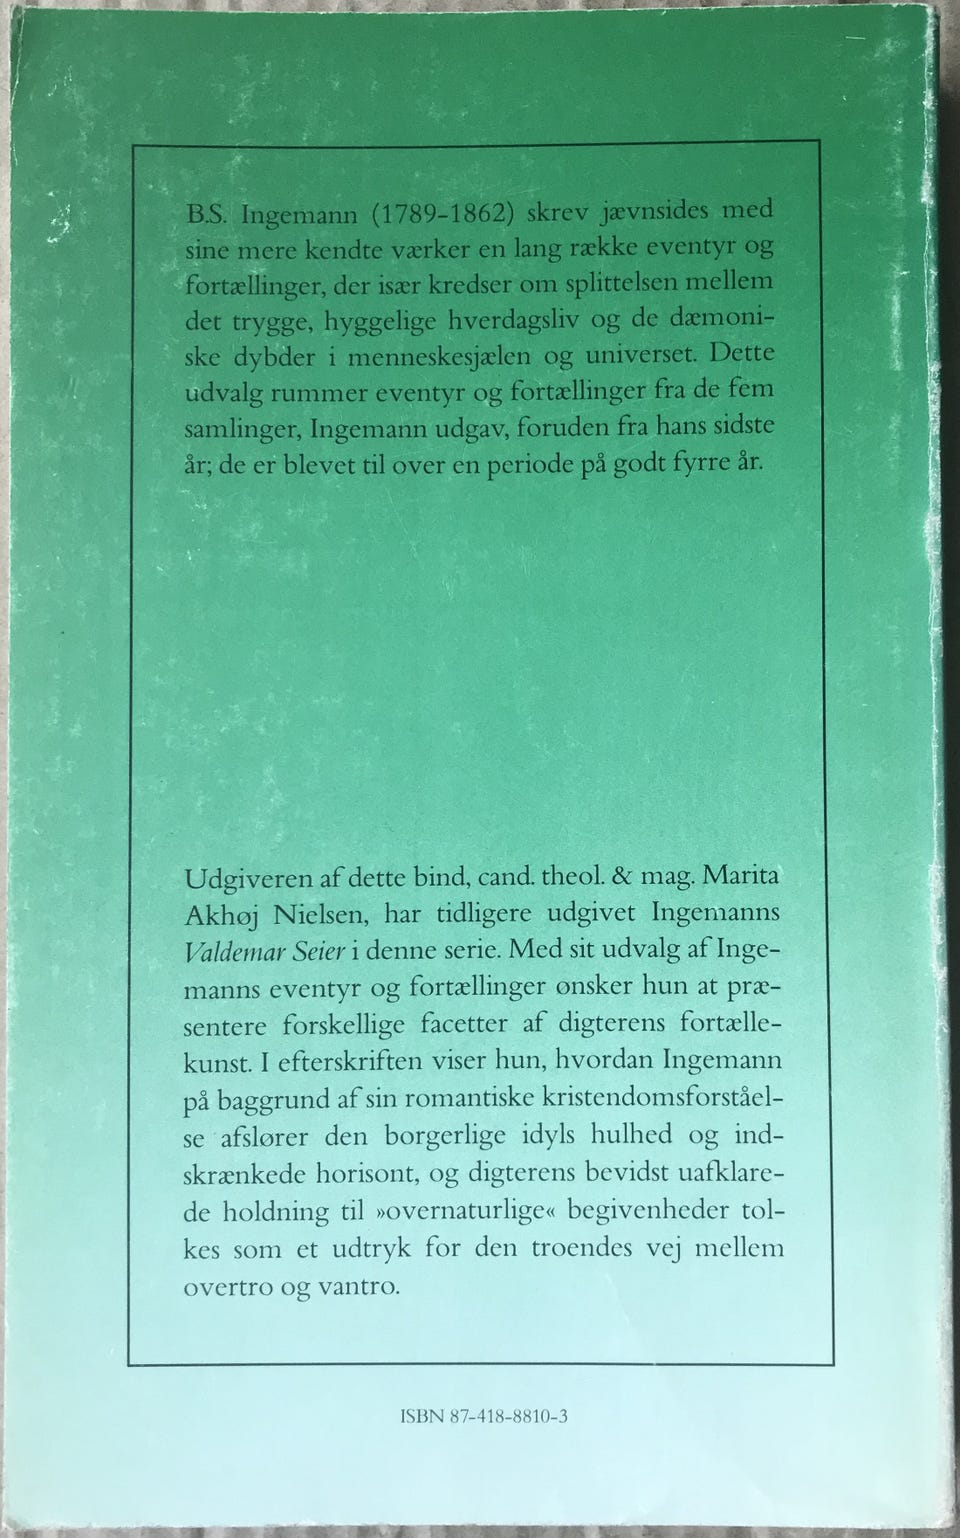 B.S. Ingemann (1789-1862) skrev jævnsides med
sine mere kendte værker en lang række eventyr og
fortællinger, der især kredser om splittelsen mellem
det trygge, hyggelige hverdagsliv og de dæmoni-
ske dybder i menneskesjælen og universet. Dette
udvalg rummer eventyr og fortællinger fra de fem
samlinger, Ingemann udgav, foruden fra hans sidste
år; de er blevet til over en periode på godt fyrre år.
Udgiveren af dette bind, cand. theol. & mag. Marita
Akhøj Nielsen, har tidligere udgivet Ingemanns
Valdemar Seier i denne serie. Med sit udvalg af Inge-
manns eventyr og fortællinger ønsker hun at præ-
sentere forskellige facetter af digterens fortælle-
kunst. I efterskriften viser hun, hvordan Ingemann
på baggrund af sin romantiske kristendomsforståel-
se afslører den borgerlige idyls hulhed og ind-
skrænkede horisont, og digterens bevidst uafklare-
de holdning til »overnaturlige« begivenheder tol-
kes som et udtryk for den troendes vej mellem
overtro og vantro.
ISBN 87-418-8810-3